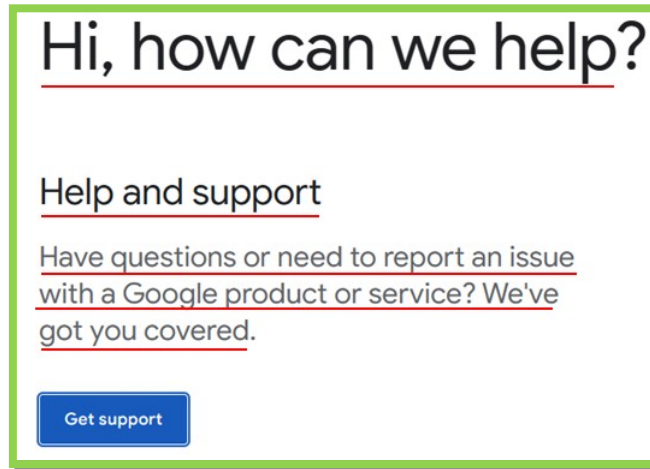 Hi, how can we help?
Help and support
Have questions or need to report an issue
with a Google product or service? We've
got you covered.
Get support